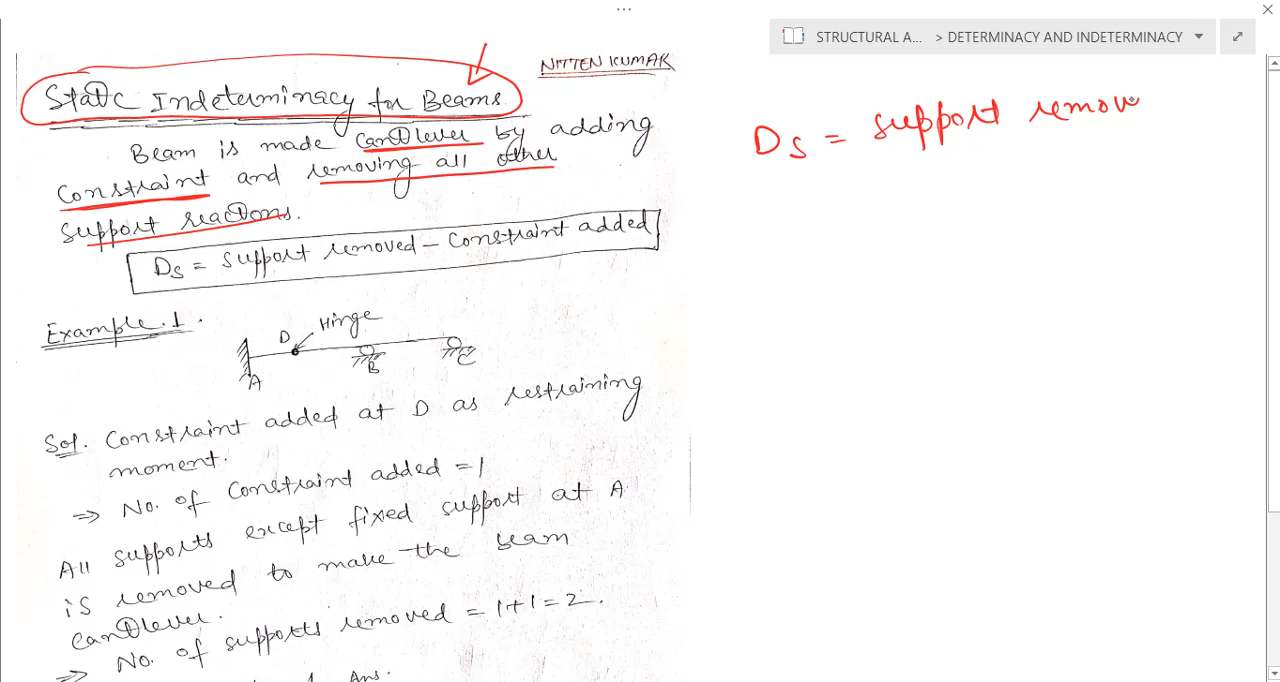 ...
×
STRUCTURAL A... > DETERMINACY AND INDETERMINACY
NITTEN KUMAR
Static Indeterminacy for Beams
Beam is made Cantilever by adding
Constraint and removing all other
support reactions.
Ds = support removed - Constraint added
Example.1.
Hinge
D
B
C
A
Sol. Constraint added at D as restraining
moment.
⇒ No. of Constraint added = 1
All supports except fixed support at A
is removed to make the beam
Cantilever.
⇒ No. of supports removed = 1+1=2.
Ans.
Ds = support remov